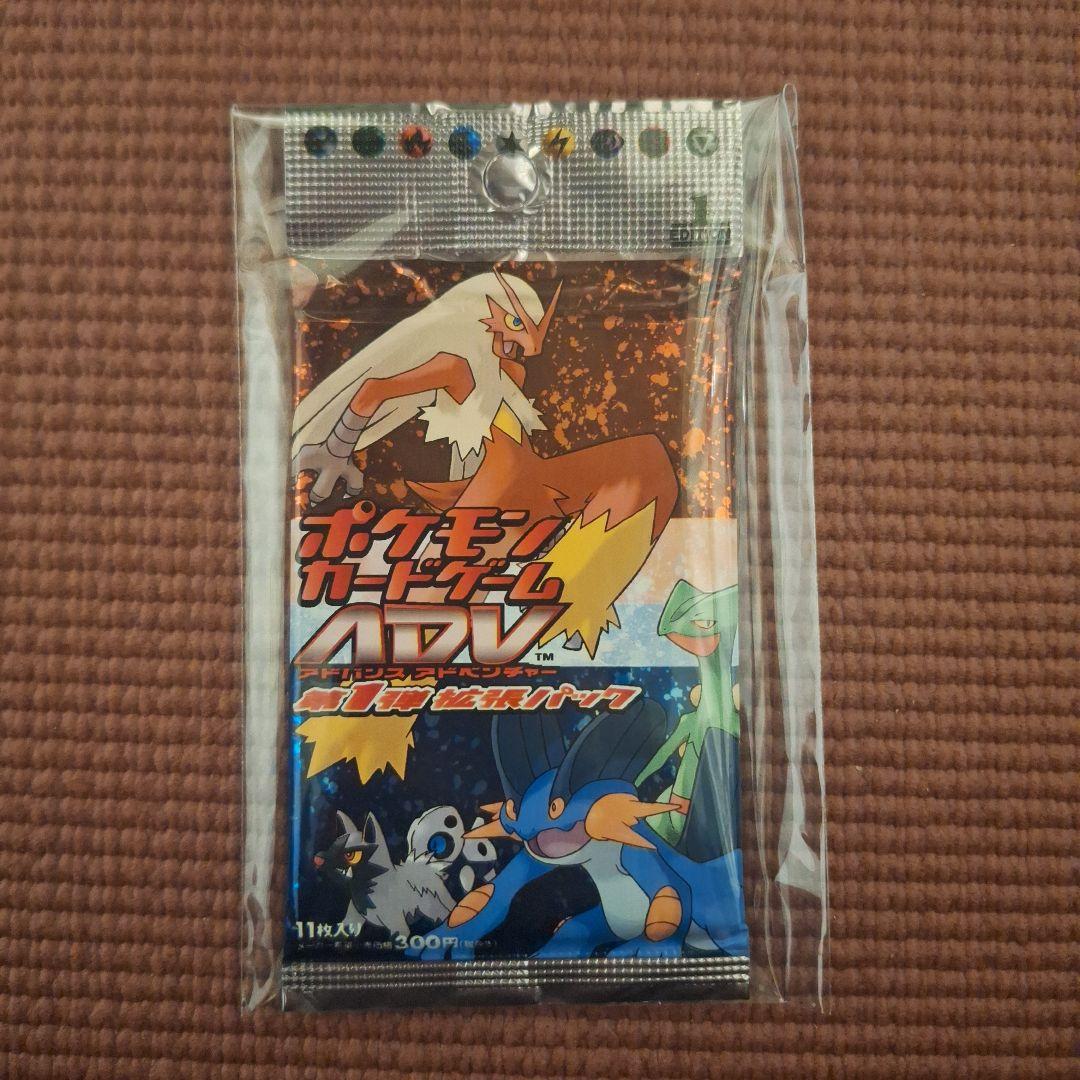 1
EDITION
ポケモン
カードゲーム
ADV™
アドバンス アドベンチャー
第1弾 拡張パック
11枚入り
300円